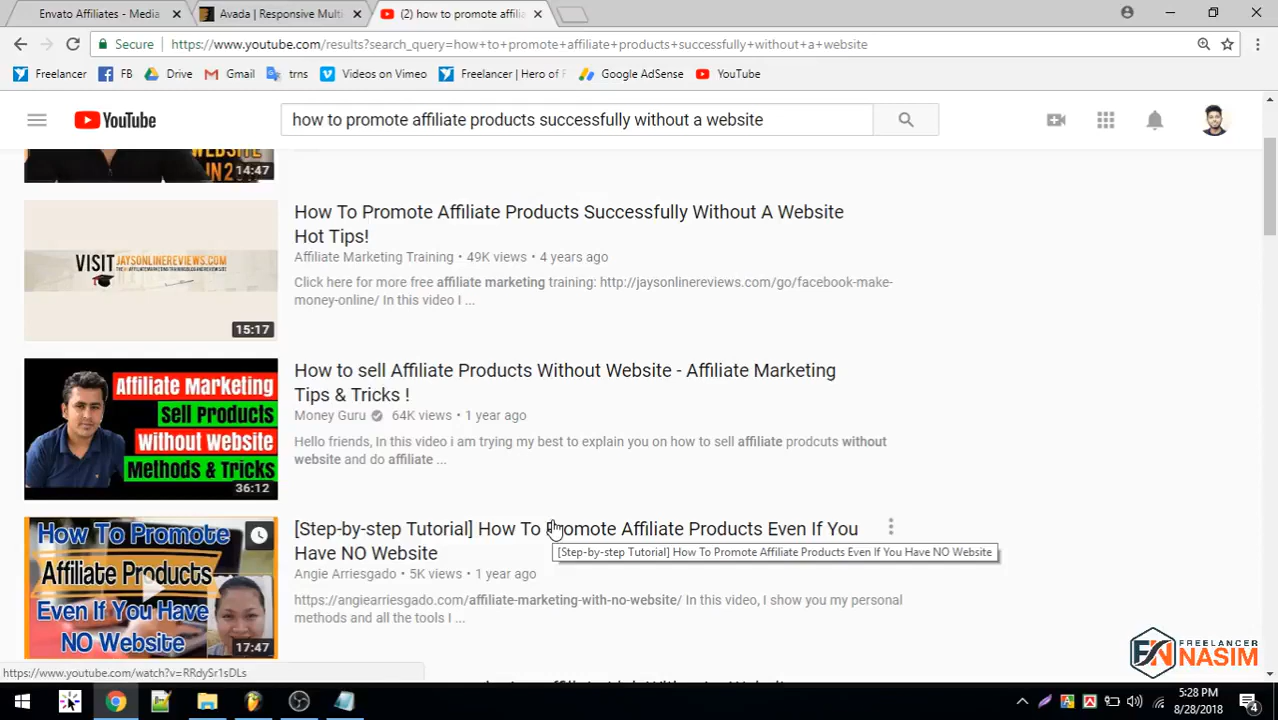 Envato Affiliates - Media
Avada | Responsive Multi
(2) how to promote affilia
Secure
https://www.youtube.com/results?search_query=how+to+promote+affiliate+products+successfully+without+a+website
Freelancer
FB
Drive
Gmail
trns
Videos on Vimeo
Freelancer | Hero of F
Google AdSense
YouTube
YouTube
how to promote affiliate products successfully without a website
WEBSITE
IN 2
14:47
How To Promote Affiliate Products Successfully Without A Website
Hot Tips!
Affiliate Marketing Training • 49K views • 4 years ago
Click here for more free affiliate marketing training: http://jaysonlinereviews.com/go/facebook-make-
money-online/ In this video I ...
VISIT JAYSONLINEREVIEWS.COM
15:17
How to sell Affiliate Products Without Website - Affiliate Marketing
Tips & Tricks !
Money Guru 64K views • 1 year ago
Hello friends, In this video i am trying my best to explain you on how to sell affiliate prodcuts without
website and do affiliate ...
Affiliate Marketing
Sell Products
Without Website
Methods & Tricks
36:12
[Step-by-step Tutorial] How To Promote Affiliate Products Even If You
Have NO Website
[Step-by-step Tutorial] How To Promote Affiliate Products Even If You Have NO Website
Angie Arriesgado • 5K views • 1 year ago
https://angiearriesgado.com/affiliate-marketing-with-no-website/ In this video, I show you my personal
methods and all the tools I ...
How To Promote
Affiliate Products
Even If You Have
NO Website
17:47
https://www.youtube.com/watch?v=RRdySr1sDLs
FREELANCER
NASIM
5:28 PM
8/28/2018
4